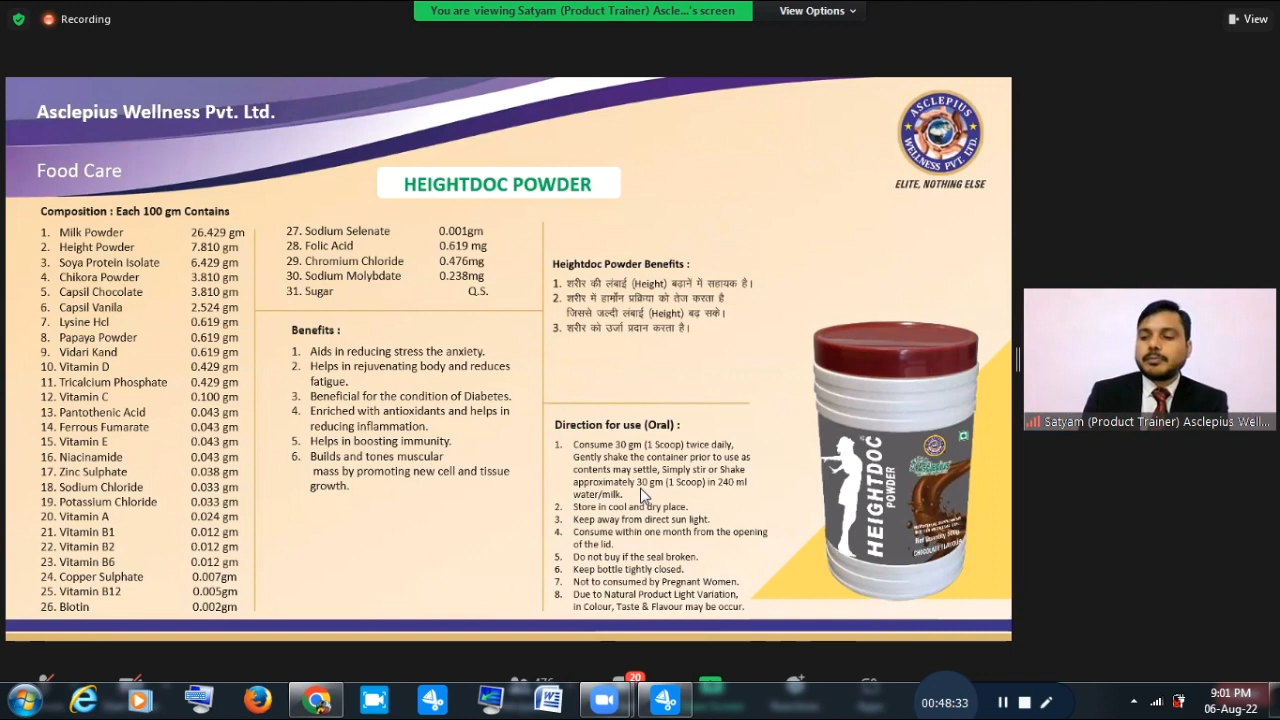 Recording
You are viewing Satyam (Product Trainer) Ascle...'s screen
View Options
View
Asclepius Wellness Pvt. Ltd.
Food Care
HEIGHTDOC POWDER
ASCLEPIUS
WELLNESS PVT. LTD.
ELITE, NOTHING ELSE
Composition : Each 100 gm Contains
1. Milk Powder 26.429 gm
2. Height Powder 7.810 gm
3. Soya Protein Isolate 6.429 gm
4. Chikora Powder 3.810 gm
5. Capsil Chocolate 3.810 gm
6. Capsil Vanila 2.524 gm
7. Lysine Hcl 0.619 gm
8. Papaya Powder 0.619 gm
9. Vidari Kand 0.619 gm
10. Vitamin D 0.429 gm
11. Tricalcium Phosphate 0.429 gm
12. Vitamin C 0.100 gm
13. Pantothenic Acid 0.043 gm
14. Ferrous Fumarate 0.043 gm
15. Vitamin E 0.043 gm
16. Niacinamide 0.043 gm
17. Zinc Sulphate 0.038 gm
18. Sodium Chloride 0.033 gm
19. Potassium Chloride 0.033 gm
20. Vitamin A 0.024 gm
21. Vitamin B1 0.012 gm
22. Vitamin B2 0.012 gm
23. Vitamin B6 0.012 gm
24. Copper Sulphate 0.007gm
25. Vitamin B12 0.005gm
26. Biotin 0.002gm
27. Sodium Selenate 0.001gm
28. Folic Acid 0.619 mg
29. Chromium Chloride 0.476mg
30. Sodium Molybdate 0.238mg
31. Sugar Q.S.
Benefits :
1. Aids in reducing stress the anxiety.
2. Helps in rejuvenating body and reduces
fatigue.
3. Beneficial for the condition of Diabetes.
4. Enriched with antioxidants and helps in
reducing inflammation.
5. Helps in boosting immunity.
6. Builds and tones muscular
mass by promoting new cell and tissue
growth.
Heightdoc Powder Benefits :
1. शरीर की लंबाई (Height) बढ़ानें में सहायक है।
2. शरीर में हार्मोन प्रक्रिया को तेज करता है
जिससे जल्दी लंबाई (Height) बढ़ सके।
3. शरीर को उर्जा प्रदान करता है।
Direction for use (Oral) :
1. Consume 30 gm (1 Scoop) twice daily,
Gently shake the container prior to use as
contents may settle, Simply stir or Shake
approximately 30 gm (1 Scoop) in 240 ml
water/milk.
2. Store in cool and dry place.
3. Keep away from direct sun light.
4. Consume within one month from the opening
of the lid.
5. Do not buy if the seal broken.
6. Keep bottle tightly closed.
7. Not to consumed by Pregnant Women.
8. Due to Natural Product Light Variation,
in Colour, Taste & Flavour may be occur.
HEIGHTDOC
POWDER
CHOCOLATE FLAVOUR
Satyam (Product Trainer) Asclepius Well...
20
00:48:33
9:01 PM
06-Aug-22